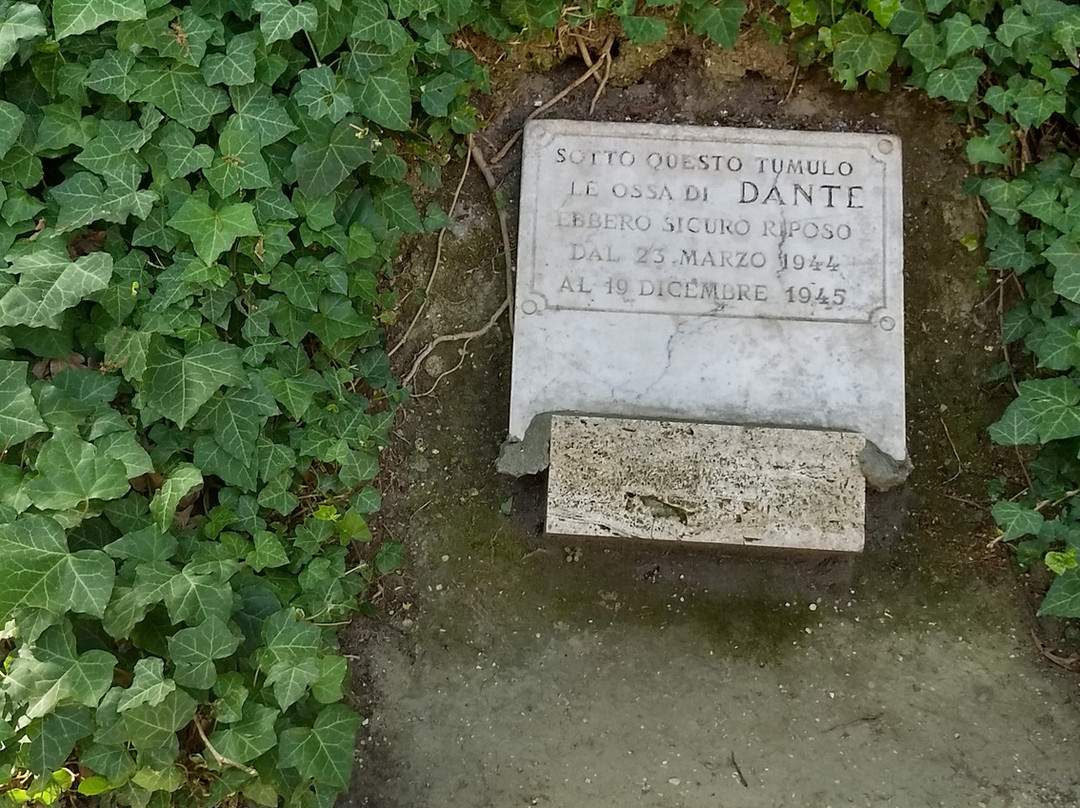 SOTTO QUESTO TUMULO
LE OSSA DI DANTE
EBBERO SICURO RIPOSO
DAL 23 MARZO 1944
AL 19 DICEMBRE 1945